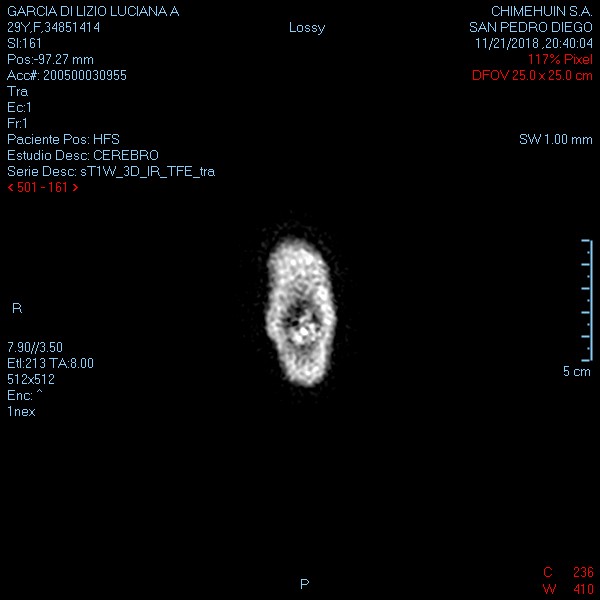 GARCIA DI LIZIO LUCIANA A
29Y,F,34851414
Sl:161
Pos:-97.27 mm
Acc#: 200500030955
Tra
Ec:1
Fr:1
Paciente Pos: HFS
Estudio Desc: CEREBRO
Serie Desc: sT1W_3D_IR_TFE_tra
< 501 - 161 >
Lossy
CHIMEHUIN S.A.
SAN PEDRO DIEGO
11/21/2018 ,20:40:04
117% Pixel
DFOV 25.0 x 25.0 cm
SW 1.00 mm
R
7.90//3.50
Etl:213 TA:8.00
512x512
Enc: ^
1nex
5 cm
P
C 236
W 410